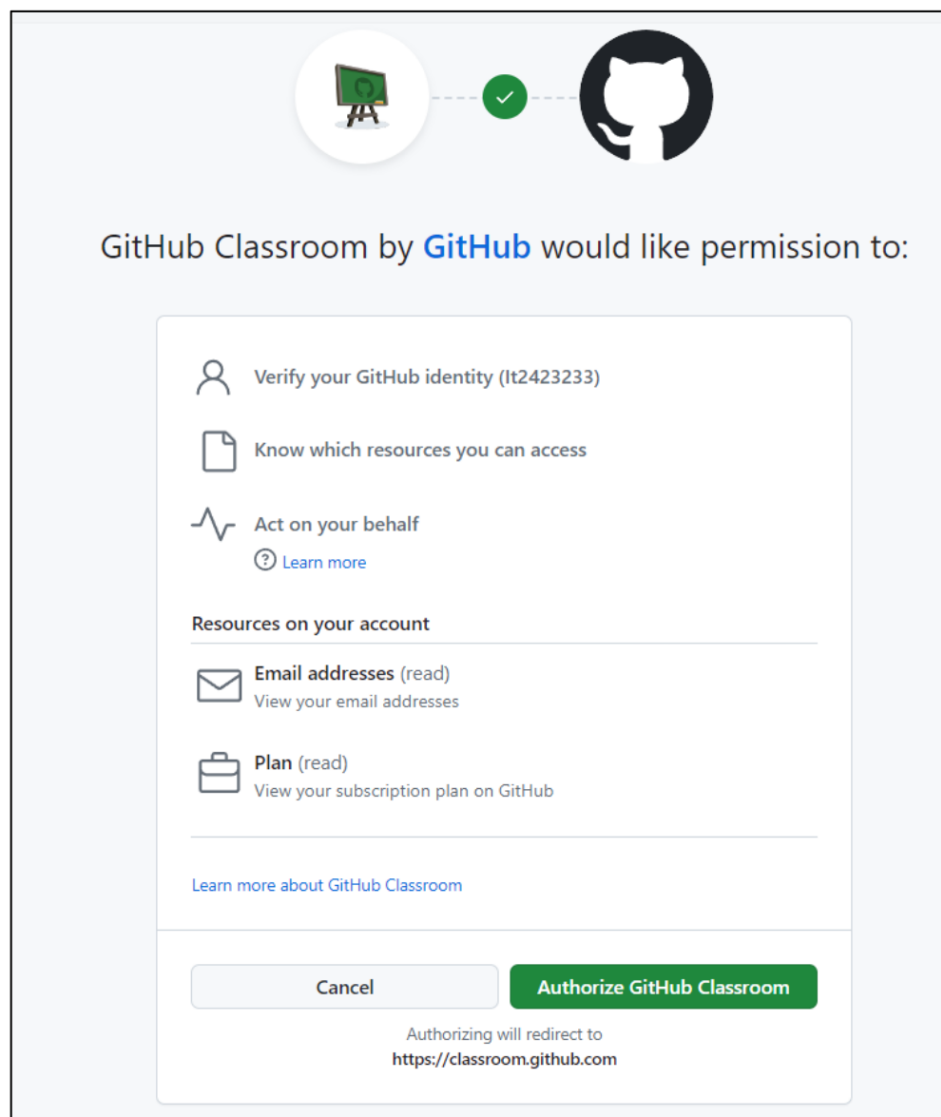 GitHub Classroom by GitHub would like permission to:
Verify your GitHub identity (It2423233)
Know which resources you can access
Act on your behalf
Learn more
Resources on your account
Email addresses (read)
View your email addresses
Plan (read)
View your subscription plan on GitHub
Learn more about GitHub Classroom
Cancel
Authorize GitHub Classroom
Authorizing will redirect to
https://classroom.github.com